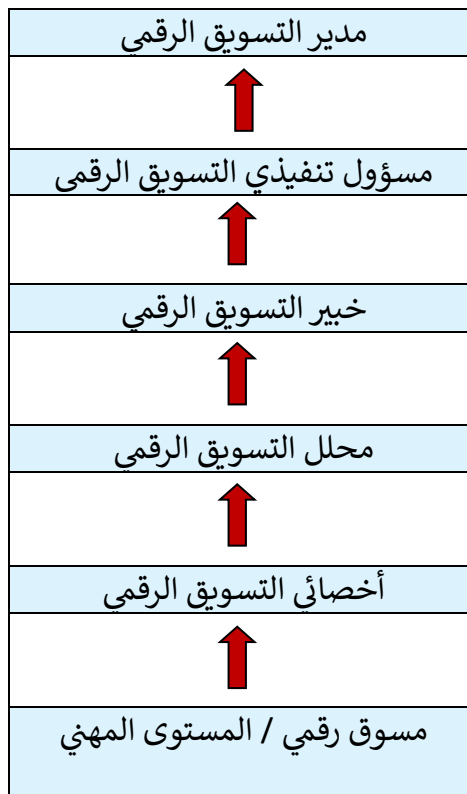 مدير التسويق الرقمي
مسؤول تنفيذي التسويق الرقمى
خبير التسويق الرقمي
محلل التسويق الرقمي
أخصائي التسويق الرقمي
مسوق رقمي / المستوى المهني